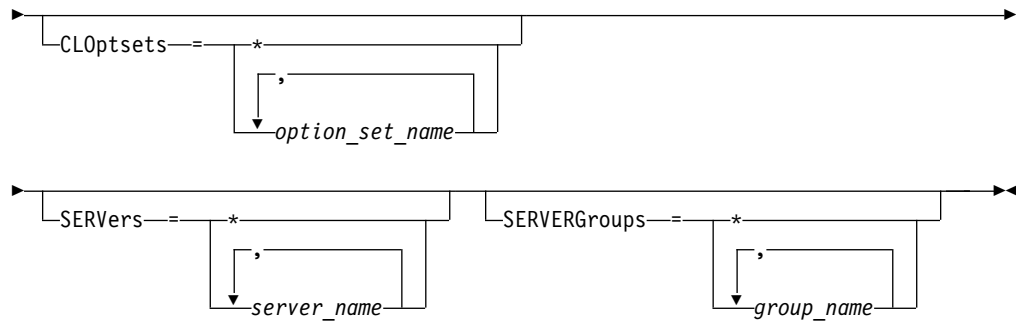 CLOptsets = *
,
option_set_name
SERVers = * SERVERGroups = *
, ,
server_name group_name